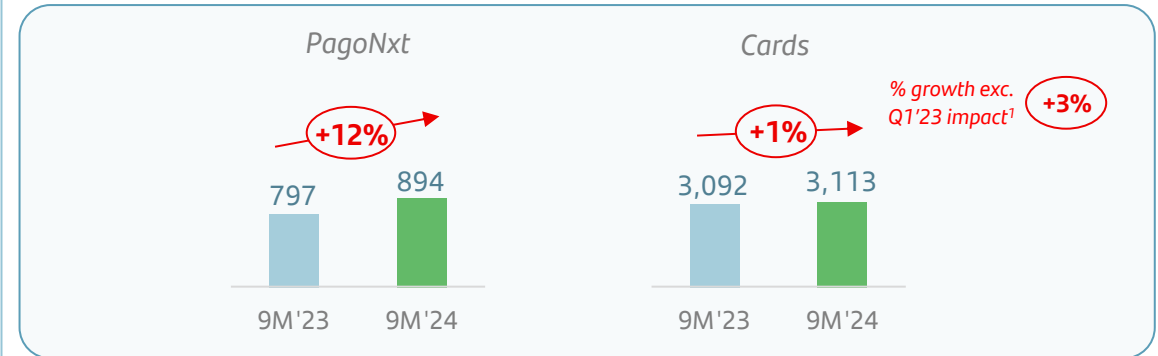 PagoNxt
+12%
797
894
9M'23
9M'24
Cards
% growth exc.
Q1'23 impact¹
+3%
+1%
3,092
3,113
9M'23
9M'24